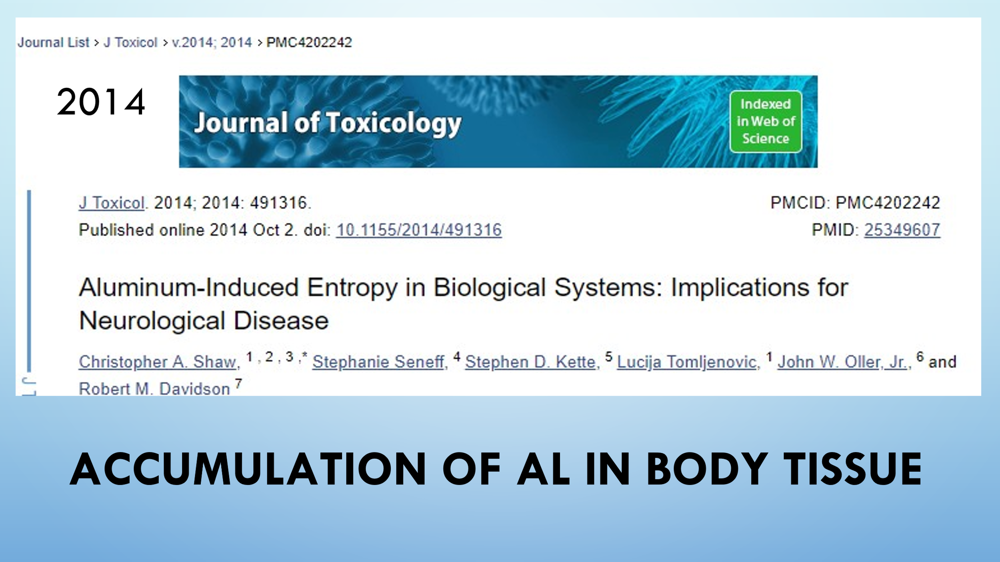 Journal List > J Toxicol > v.2014; 2014 > PMC4202242
2014
Journal of Toxicology
Indexed
in Web of
Science
J Toxicol. 2014; 2014: 491316.
PMCID: PMC4202242
Published online 2014 Oct 2. doi: 10.1155/2014/491316
PMID: 25349607
Aluminum-Induced Entropy in Biological Systems: Implications for
Neurological Disease
Christopher A. Shaw, 1 , 2 , 3 ,* Stephanie Seneff, 4 Stephen D. Kette, 5 Lucija Tomljenovic, 1 John W. Oller, Jr., 6 and
Robert M. Davidson 7
ACCUMULATION OF AL IN BODY TISSUE